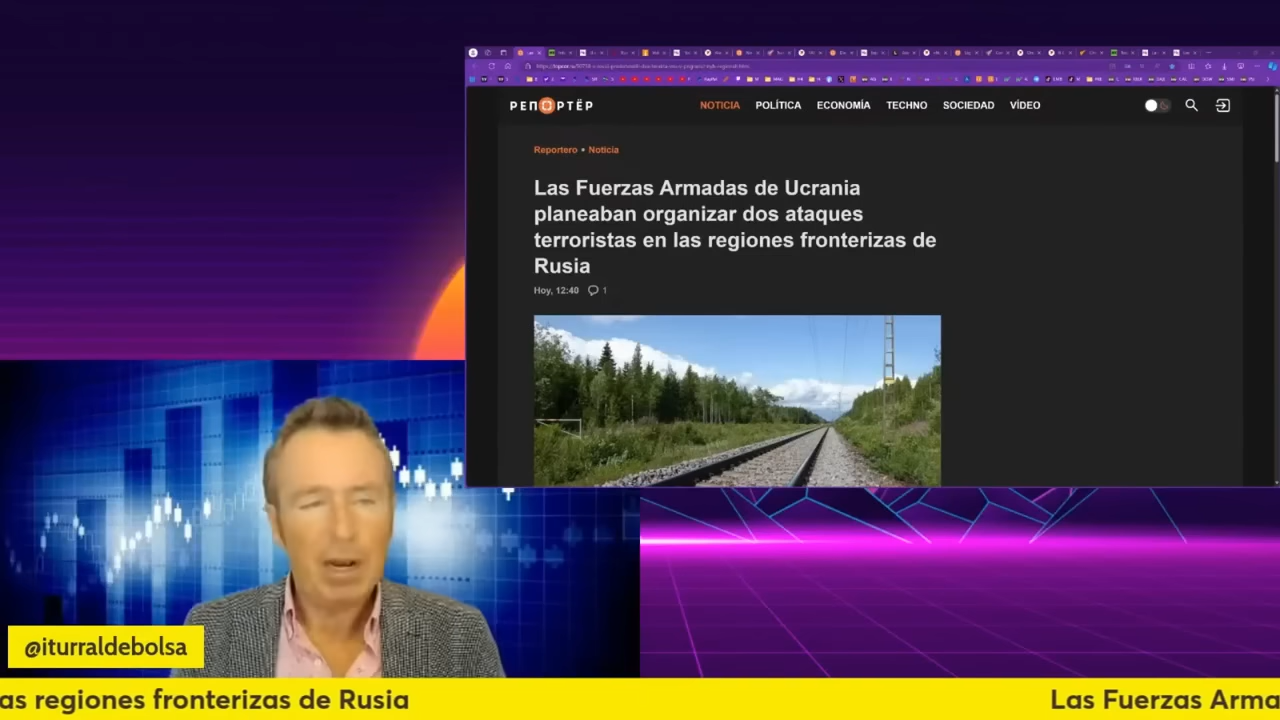 РЕПОРТЁР
NOTICIA POLÍTICA ECONOMÍA TECHNO SOCIEDAD VÍDEO
Reportero • Noticia
Las Fuerzas Armadas de Ucrania
planeaban organizar dos ataques
terroristas en las regiones fronterizas de
Rusia
Hoy, 12:40 1
@iturraldebolsa
as regiones fronterizas de Rusia
Las Fuerzas Arma